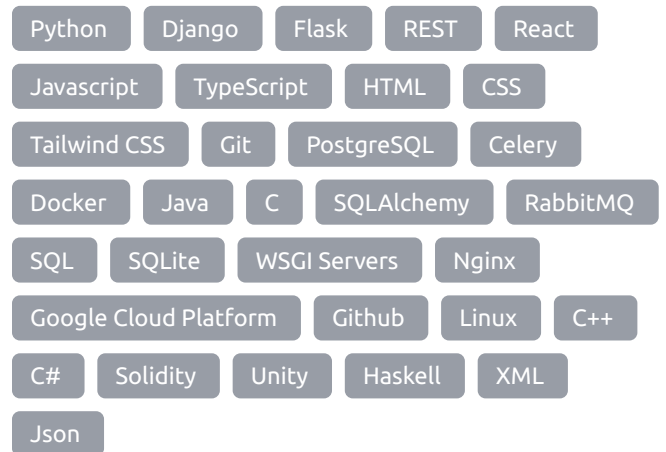 Python Django Flask REST React
Javascript TypeScript HTML CSS
Tailwind CSS Git PostgreSQL Celery
Docker Java C SQLAlchemy RabbitMQ
SQL SQLite WSGI Servers Nginx
Google Cloud Platform Github Linux C++
C# Solidity Unity Haskell XML
Json